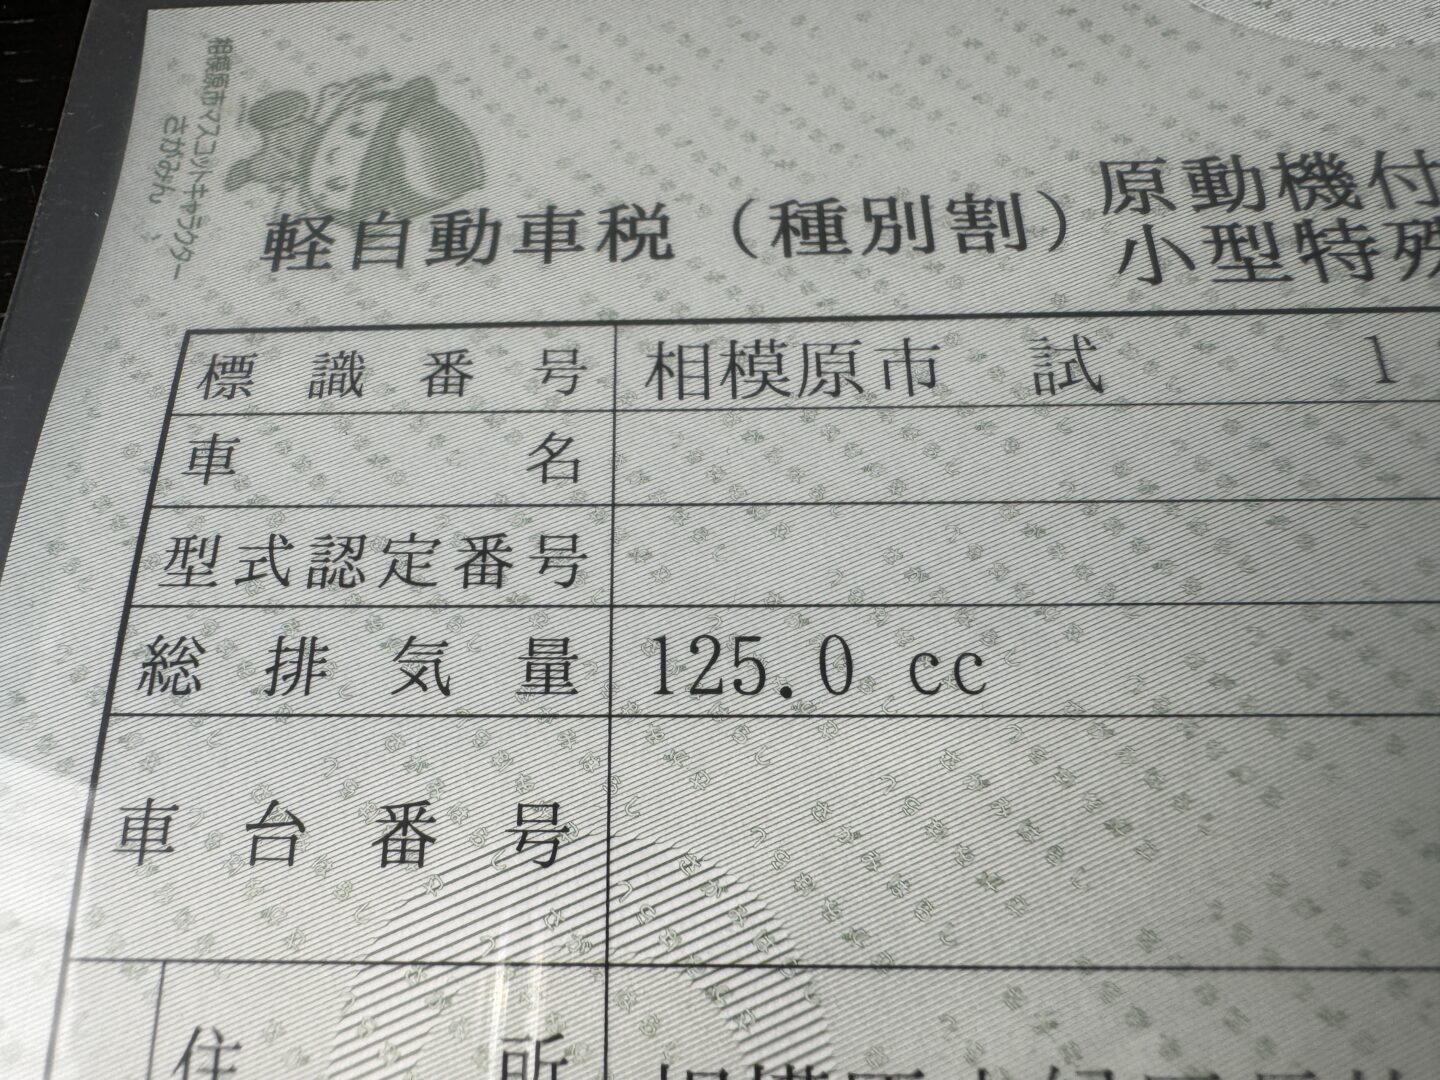 相模原市マスコットキャラクター
さがみん
軽自動車税（種別割）原動機付
小型特殊
標識番号 相模原市 試 1
車名
型式認定番号
総排気量 125.0 cc
車台番号
住所